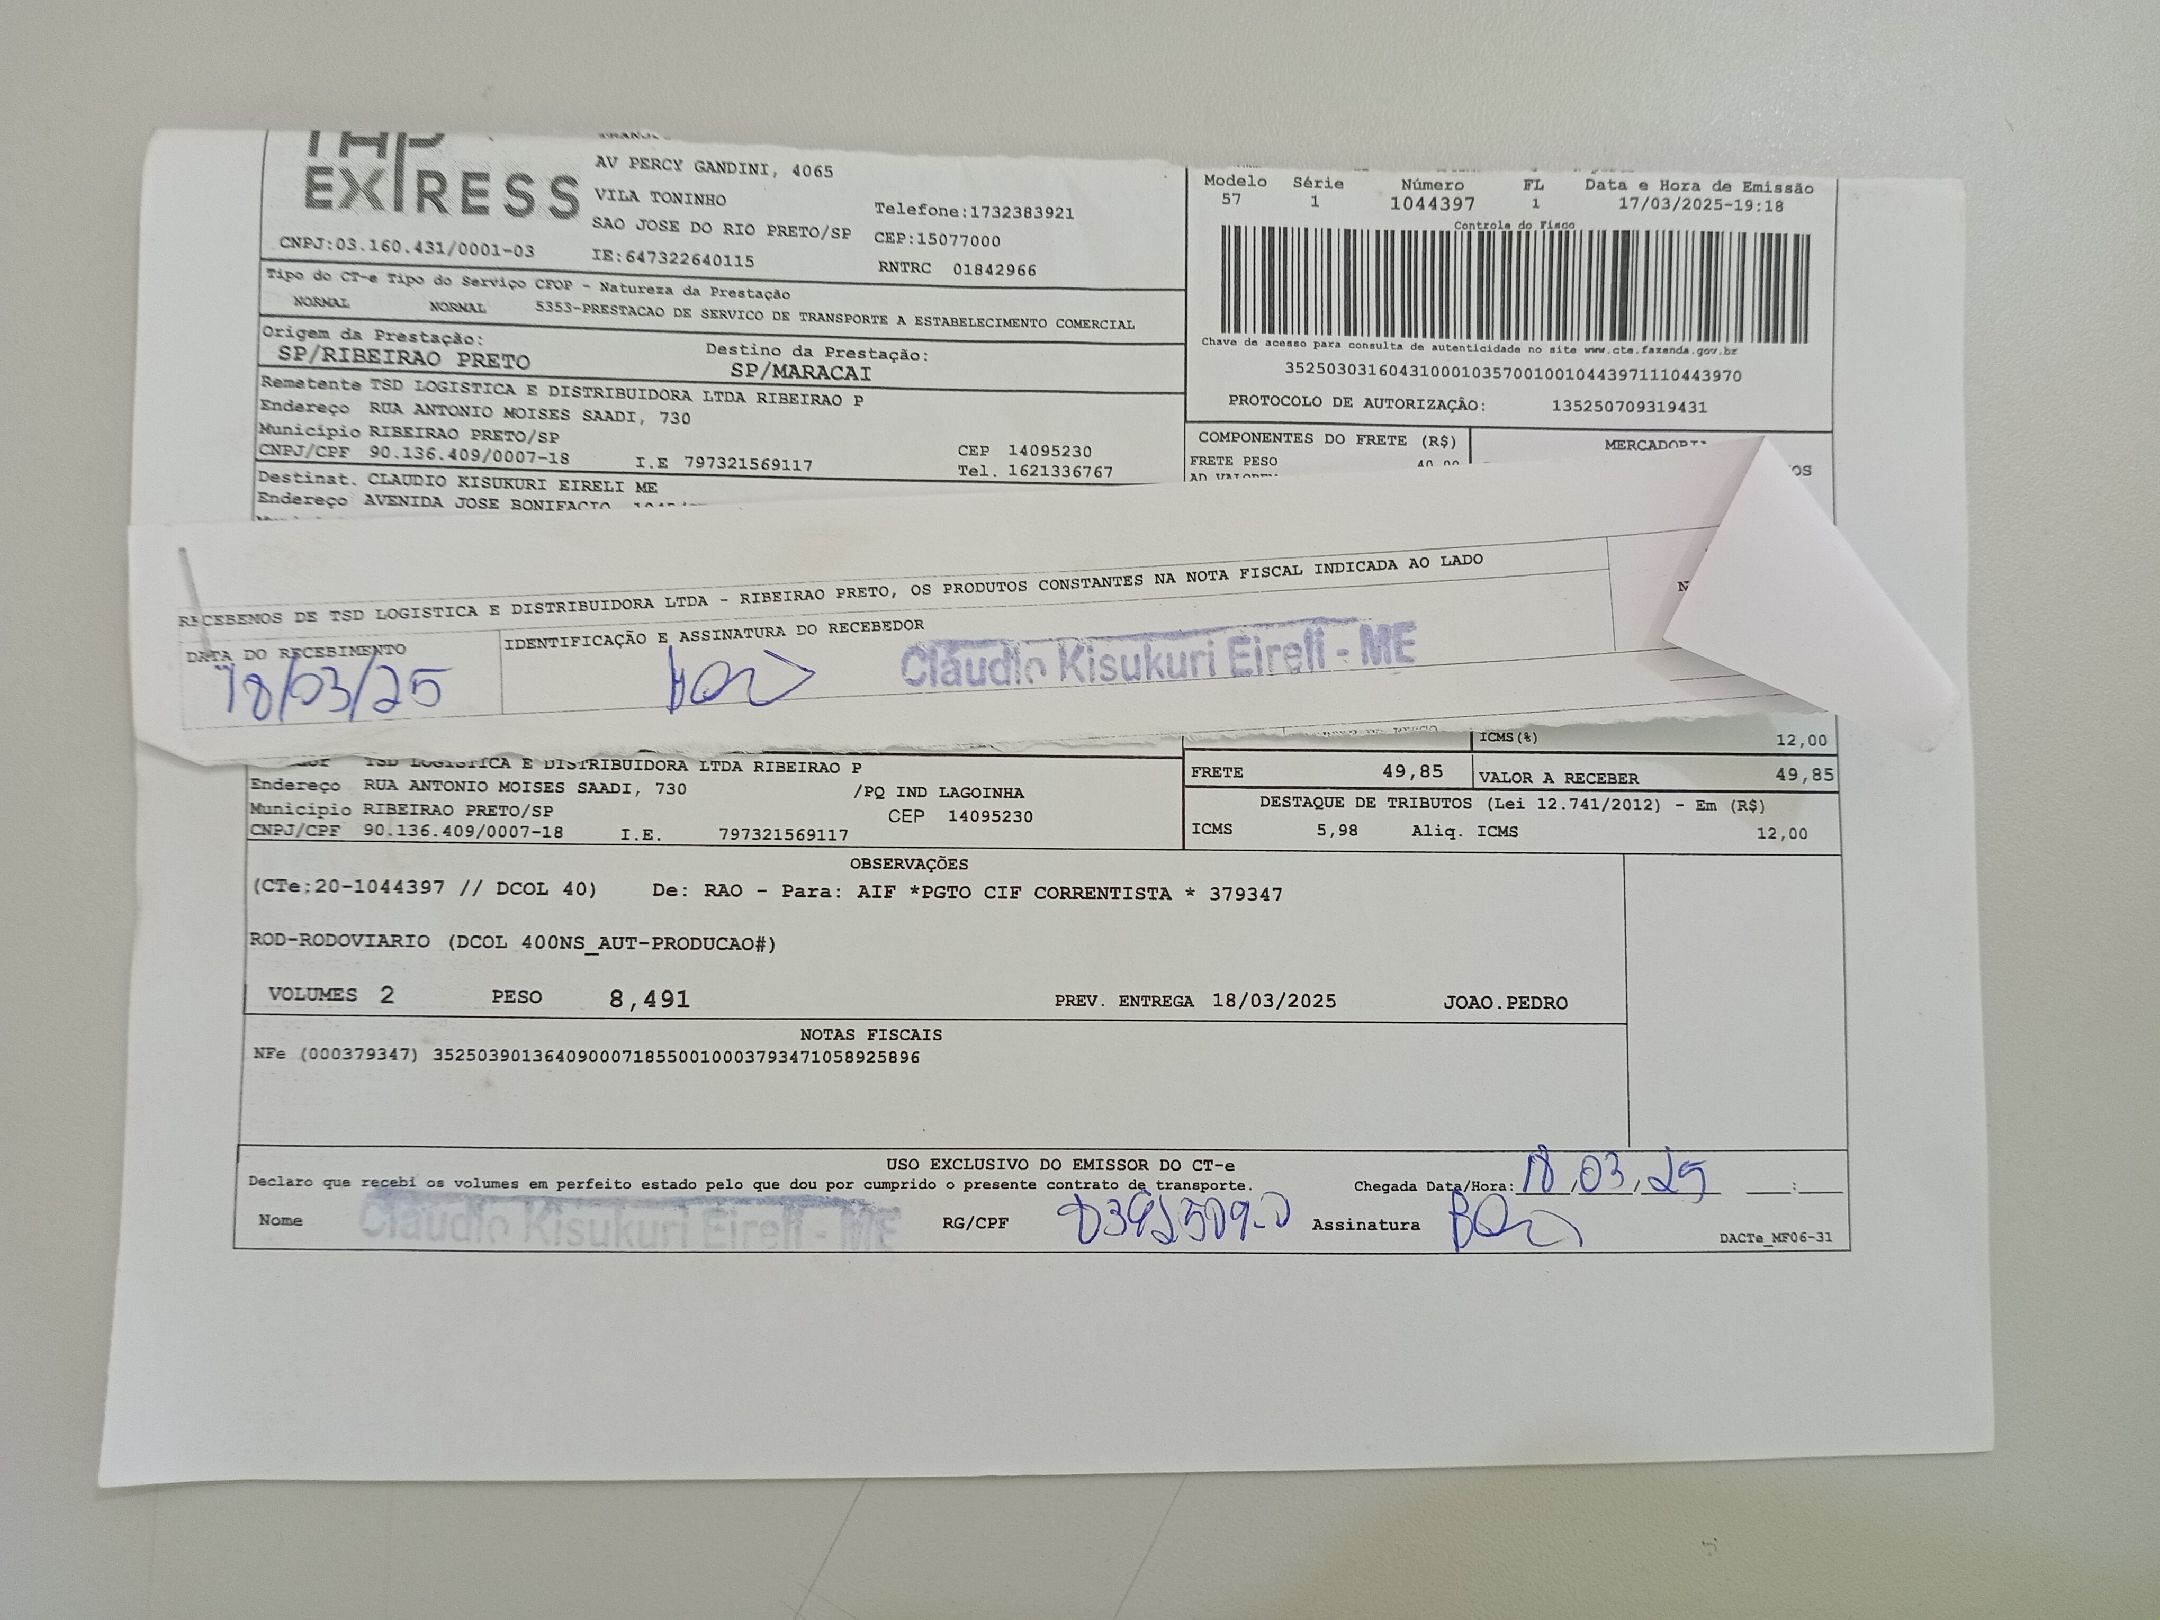 EXPRESS
CNPJ:03.160.431/0001-03
AV PERCY GANDINI, 4065
VILA TONINHO
SAO JOSE DO RIO PRETO/SP
IE:647322640115
Telefone:1732383921
CEP:15077000
RNTRC 01842966
Modelo Série Número FL Data e Hora de Emissão
57 1 1044397 1 17/03/2025-19:18
Controle do Fisco
Chave de acesso para consulta de autenticidade no site www.cte.fazenda.gov.br
35250303160431000103570010010443971110443970
PROTOCOLO DE AUTORIZAÇÃO: 135250709319431
Tipo do CT-e Tipo do Serviço CFOP - Natureza da Prestação
NORMAL NORMAL 5353-PRESTACAO DE SERVICO DE TRANSPORTE A ESTABELECIMENTO COMERCIAL
Origem da Prestação: Destino da Prestação:
SP/RIBEIRAO PRETO SP/MARACAI
Remetente TSD LOGISTICA E DISTRIBUIDORA LTDA RIBEIRAO P
Endereço RUA ANTONIO MOISES SAADI, 730
Município RIBEIRAO PRETO/SP CEP 14095230
CNPJ/CPF 90.136.409/0007-18 I.E 797321569117 Tel. 1621336767
Destinat. CLAUDIO KISUKURI EIRELI ME
Endereço AVENIDA JOSE BONIFACIO
COMPONENTES DO FRETE (R$)
FRETE PESO
RECEBEMOS DE TSD LOGISTICA E DISTRIBUIDORA LTDA - RIBEIRAO PRETO, OS PRODUTOS CONSTANTES NA NOTA FISCAL INDICADA AO LADO
DATA DO RECEBIMENTO IDENTIFICAÇÃO E ASSINATURA DO RECEBEDOR
18/03/25 Cláudio Kisukuri Eireli - ME
ICMS(%) 12,00
TSD LOGISTICA E DISTRIBUIDORA LTDA RIBEIRAO P
Endereço RUA ANTONIO MOISES SAADI, 730 /PQ IND LAGOINHA
Município RIBEIRAO PRETO/SP CEP 14095230
CNPJ/CPF 90.136.409/0007-18 I.E. 797321569117
FRETE 49,85 VALOR A RECEBER 49,85
DESTAQUE DE TRIBUTOS (Lei 12.741/2012) - Em (R$)
ICMS 5,98 Aliq. ICMS 12,00
OBSERVAÇÕES
(CTe;20-1044397 // DCOL 40) De: RAO - Para: AIF *PGTO CIF CORRENTISTA * 379347
ROD-RODOVIARIO (DCOL 400NS_AUT-PRODUCAO#)
VOLUMES 2 PESO 8,491 PREV. ENTREGA 18/03/2025 JOAO.PEDRO
NOTAS FISCAIS
NFe (000379347) 35250390136409000718550010003793471058925896
USO EXCLUSIVO DO EMISSOR DO CT-e
Declaro que recebi os volumes em perfeito estado pelo que dou por cumprido o presente contrato de transporte. Chegada Data/Hora: 18,03,25 :
Nome Cláudio Kisukuri Eireli - ME RG/CPF Assinatura
DACTe_MF06-31